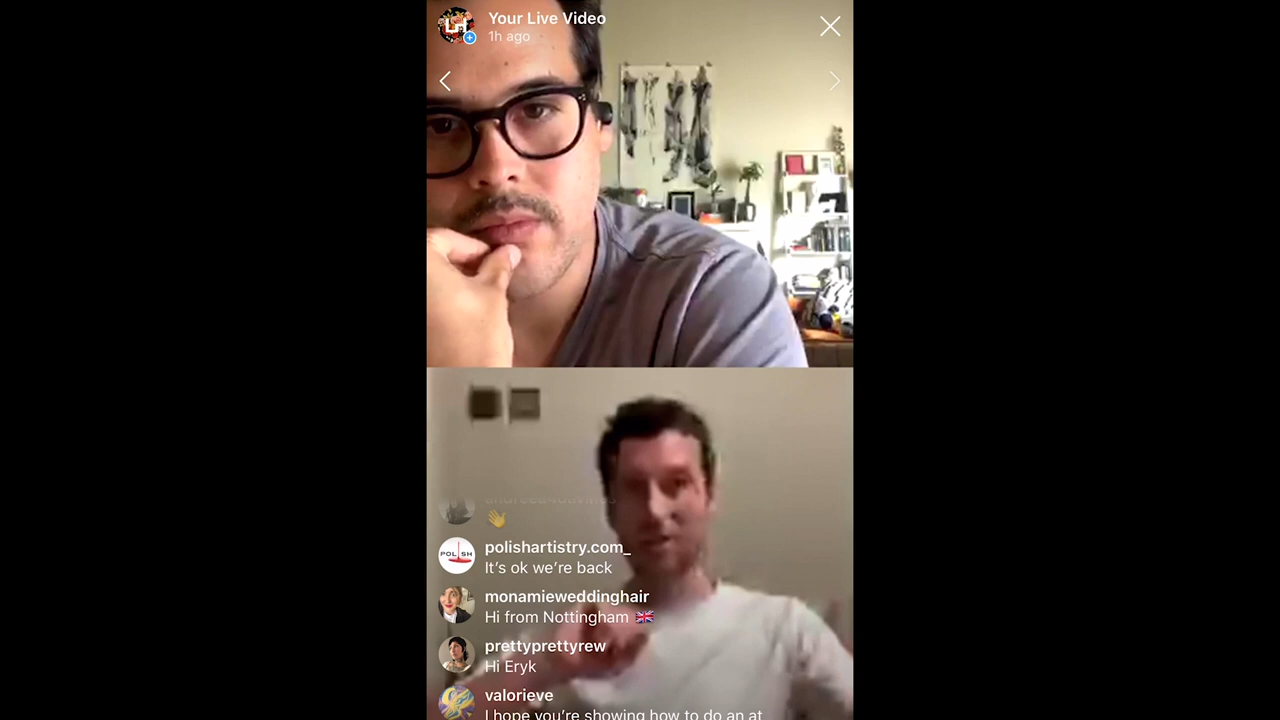 Your Live Video
1h ago
polishartistry.com_
It’s ok we’re back
monamieweddinghair
Hi from Nottingham 🇬🇧
prettyprettyrew
Hi Eryk
valorieve
I hope you’re showing how to do an at
POLISH